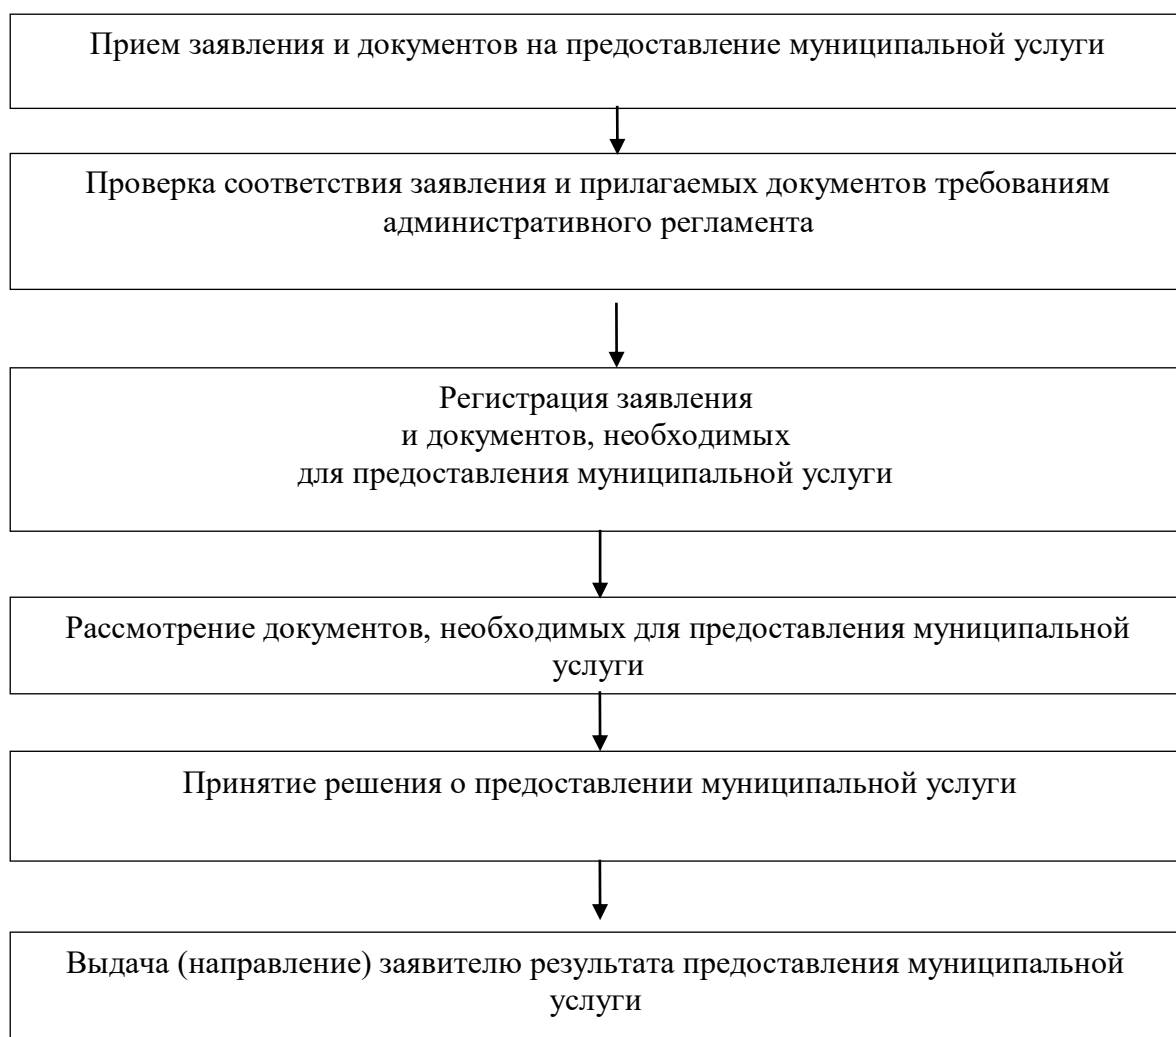 Прием заявления и документов на предоставление муниципальной услуги
Проверка соответствия заявления и прилагаемых документов требованиям
административного регламента
Регистрация заявления
и документов, необходимых
для предоставления муниципальной услуги
Рассмотрение документов, необходимых для предоставления муниципальной
услуги
Принятие решения о предоставлении муниципальной услуги
Выдача (направление) заявителю результата предоставления муниципальной
услуги